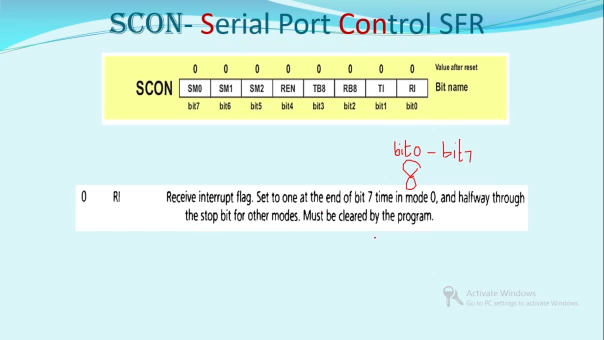 SCON- Serial Port Control SFR
0 0 0 0 0 0 0 0 Value after reset
SCON SM0 SM1 SM2 REN TB8 RB8 TI RI Bit name
bit7 bit6 bit5 bit4 bit3 bit2 bit1 bit0
bit0 - bit7
8
0 RI Receive interrupt flag. Set to one at the end of bit 7 time in mode 0, and halfway through
the stop bit for other modes. Must be cleared by the program.
Activate Windows
Go to PC settings to activate Windows